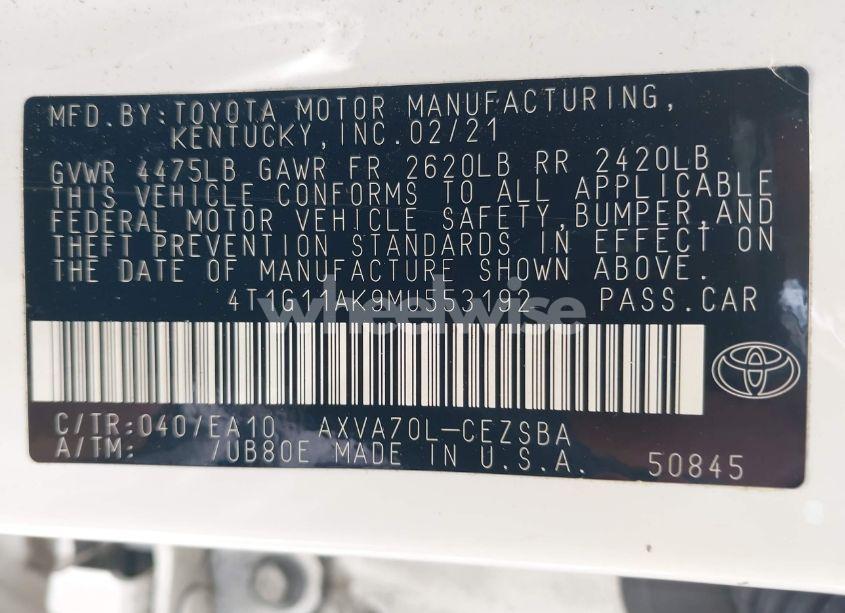 MFD.BY:TOYOTA MOTOR MANUFACTURING,
KENTUCKY,INC.02/21
GVWR 4475LB GAWR FR 2620LB RR 2420LB
THIS VEHICLE CONFORMS TO ALL APPLICABLE
FEDERAL MOTOR VEHICLE SAFETY,BUMPER,AND
THEFT PREVENTION STANDARDS IN EFFECT ON
THE DATE OF MANUFACTURE SHOWN ABOVE.
4T1G11AK9MU553192 PASS.CAR
wheelwise
C/TR:040/EA10 AXVA70L-CEZSBA
A/TM: /UB80E MADE IN U.S.A. 50845